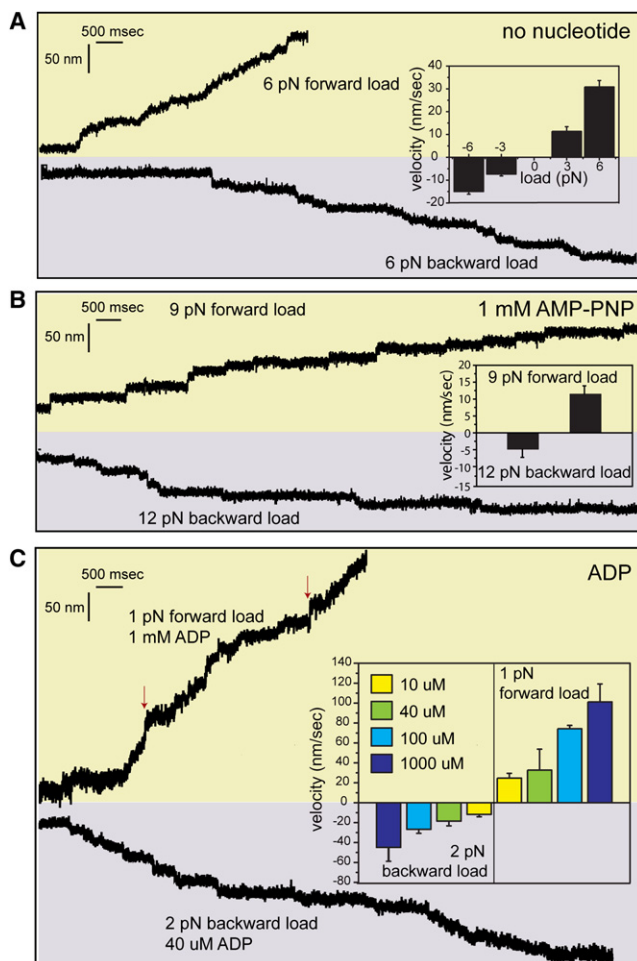 A
500 msec
50 nm
no nucleotide
6 pN forward load
6 pN backward load
velocity (nm/sec)
40
30
20
10
0
-10
-20
-6
-3
0
3
6
load (pN)
B
500 msec
50 nm
9 pN forward load
1 mM AMP-PNP
12 pN backward load
velocity (nm/sec)
20
15
10
5
0
-5
-10
-15
9 pN forward load
12 pN backward load
C
500 msec
50 nm
ADP
1 pN forward load
1 mM ADP
2 pN backward load
40 uM ADP
velocity (nm/sec)
140
120
100
80
60
40
20
0
-20
-40
-60
-80
10 uM
40 uM
100 uM
1000 uM
1 pN
forward load
2 pN
backward load